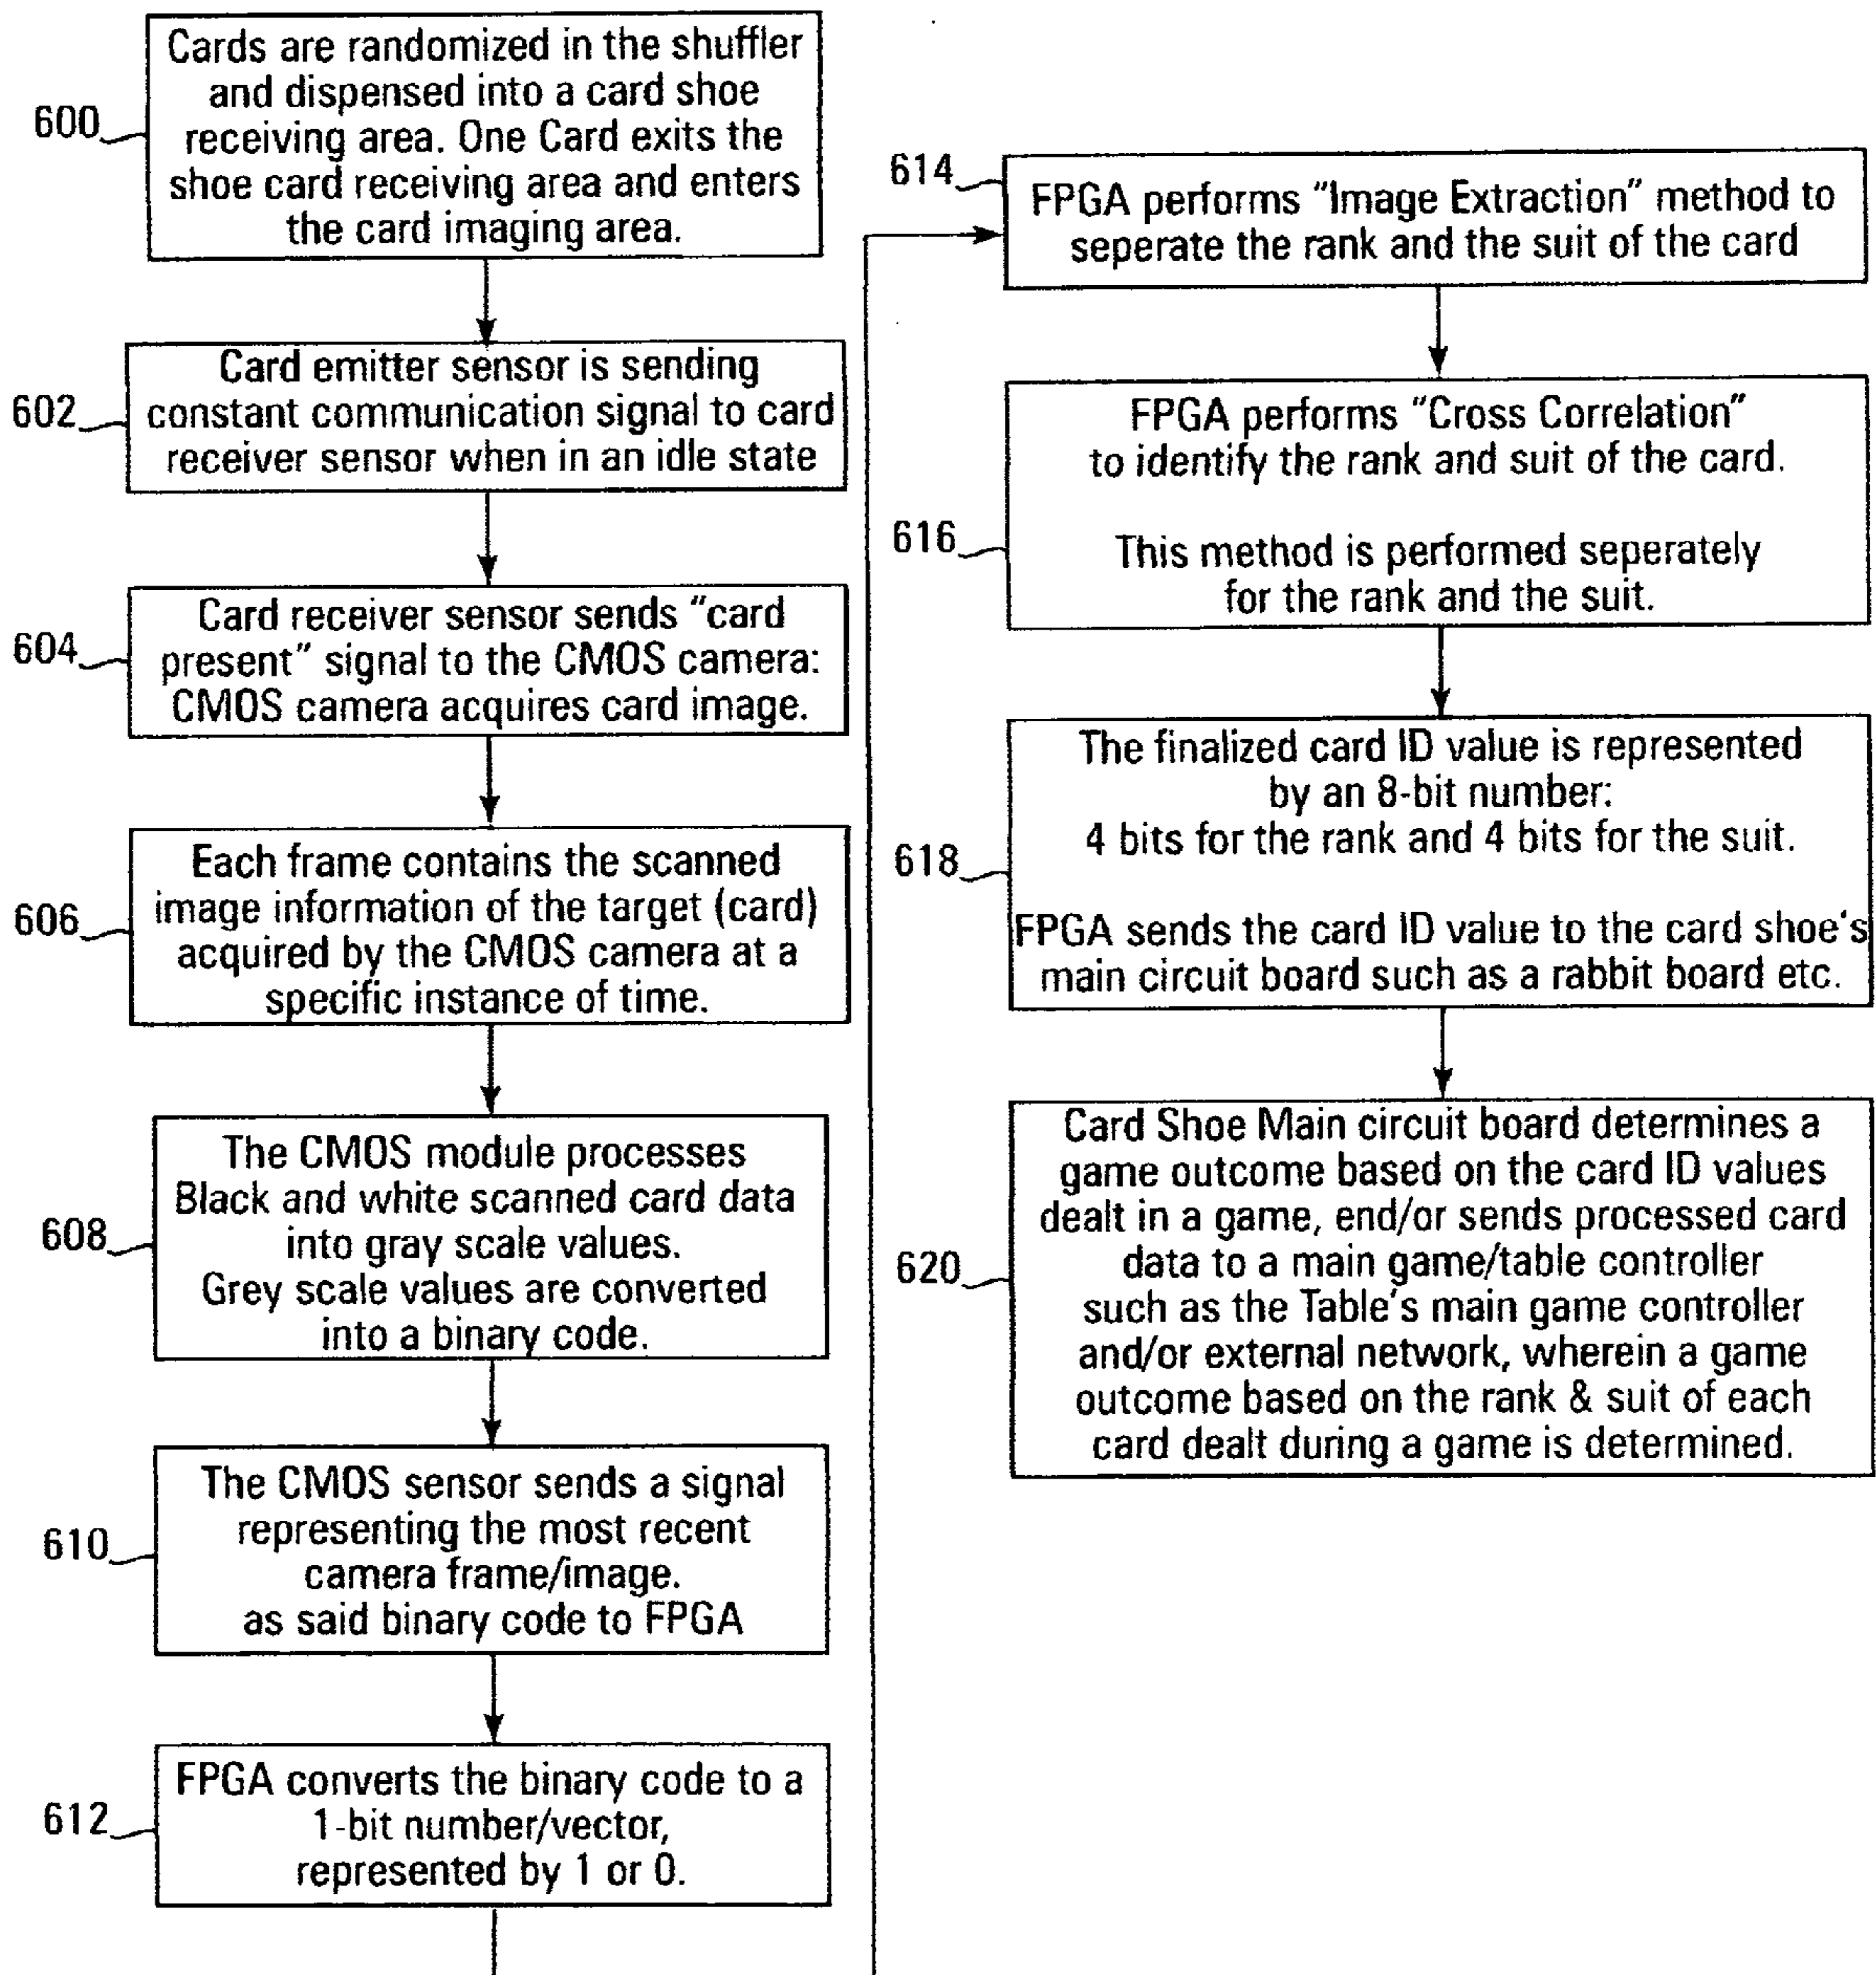 600
Cards are randomized in the shuffler
and dispensed into a card shoe
receiving area. One Card exits the
shoe card receiving area and enters
the card imaging area.
602
Card emitter sensor is sending
constant communication signal to card
receiver sensor when in an idle state
604
Card receiver sensor sends "card
present" signal to the CMOS camera:
CMOS camera acquires card image.
606
Each frame contains the scanned
image information of the target (card)
acquired by the CMOS camera at a
specific instance of time.
608
The CMOS module processes
Black and white scanned card data
into gray scale values.
Grey scale values are converted
into a binary code.
610
The CMOS sensor sends a signal
representing the most recent
camera frame/image.
as said binary code to FPGA
612
FPGA converts the binary code to a
1-bit number/vector,
represented by 1 or 0.
614
FPGA performs "Image Extraction" method to
seperate the rank and the suit of the card
616
FPGA performs "Cross Correlation"
to identify the rank and suit of the card.
This method is performed seperately
for the rank and the suit.
618
The finalized card ID value is represented
by an 8-bit number:
4 bits for the rank and 4 bits for the suit.
FPGA sends the card ID value to the card shoe's
main circuit board such as a rabbit board etc.
620
Card Shoe Main circuit board determines a
game outcome based on the card ID values
dealt in a game, end/or sends processed card
data to a main game/table controller
such as the Table's main game controller
and/or external network, wherein a game
outcome based on the rank & suit of each
card dealt during a game is determined.